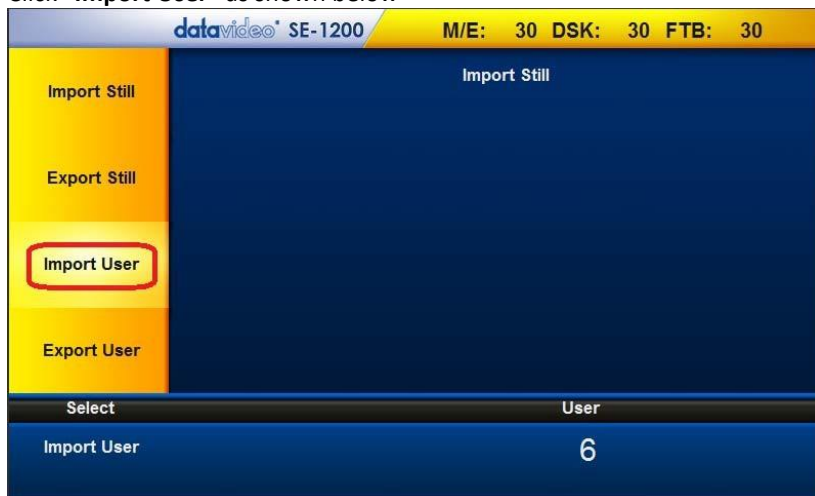 datavideo SE-1200 M/E: 30 DSK: 30 FTB: 30
Import Still
Import Still
Export Still
Import User
Export User
Select User
Import User 6